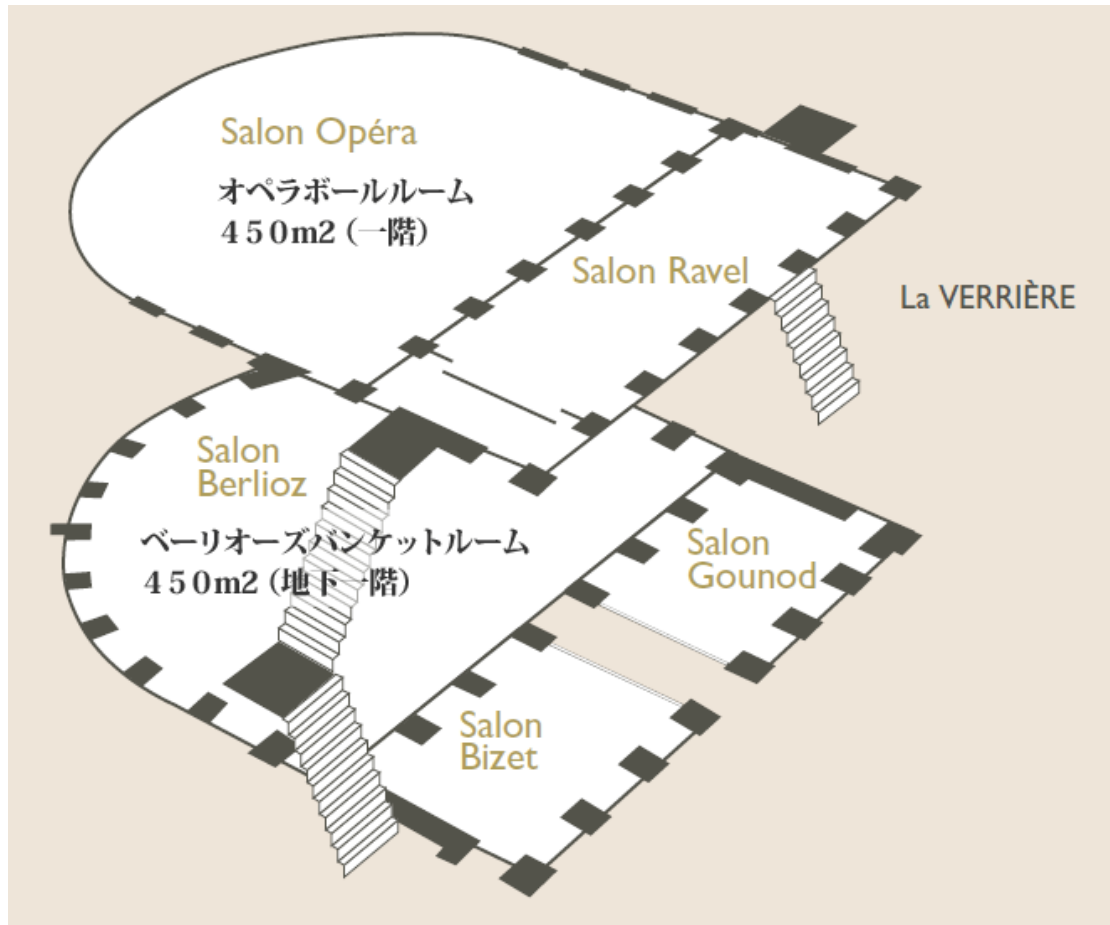 Salon Opéra
オペラボールルーム
４５０m2（一階）
Salon Ravel
La VERRIÈRE
Salon
Berlioz
ベーリオーズバンケットルーム
４５０m2（地下一階）
Salon
Gounod
Salon
Bizet